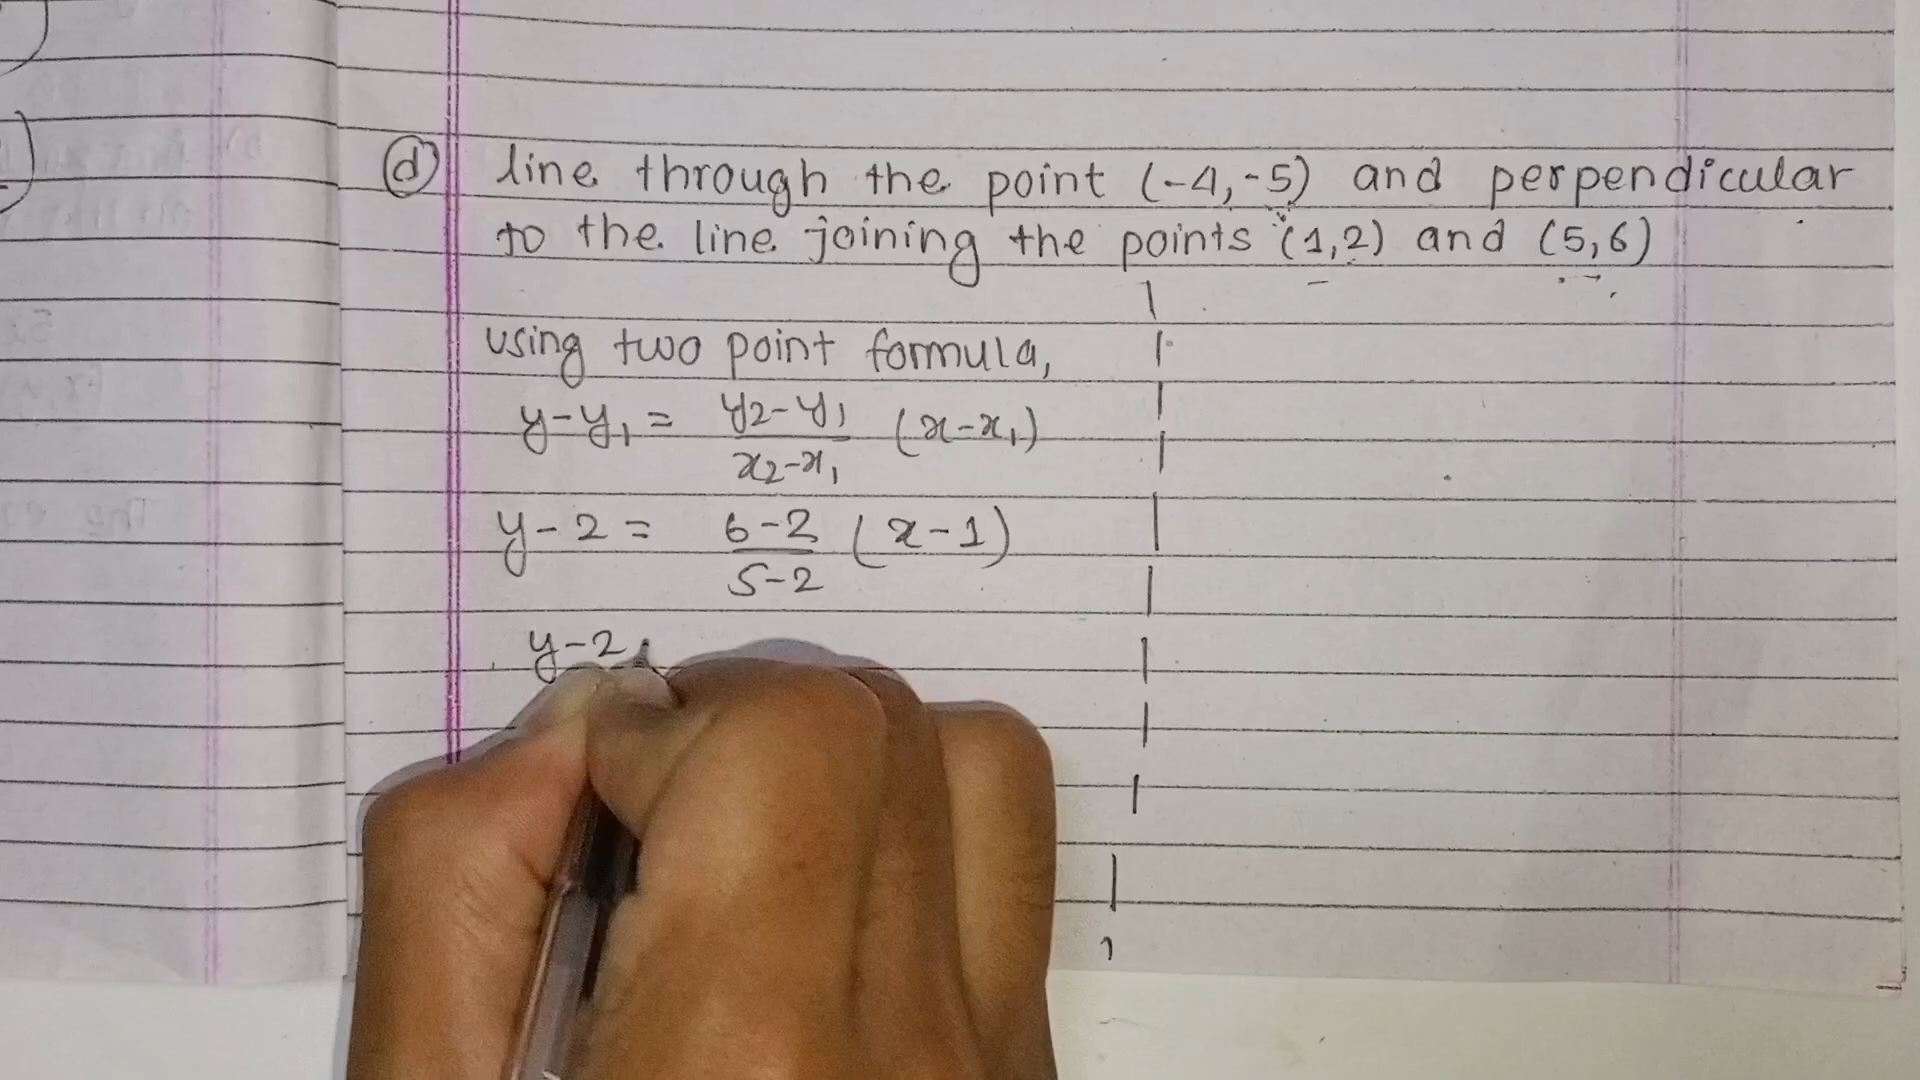 (d) line through the point (-4,-5) and perpendicular
to the line joining the points (1,2) and (5,6)
using two point formula,
y-y₁ = y₂-y₁/x₂-x₁ (x-x₁)
y-2 = 6-2/5-2 (x-1)
y-2